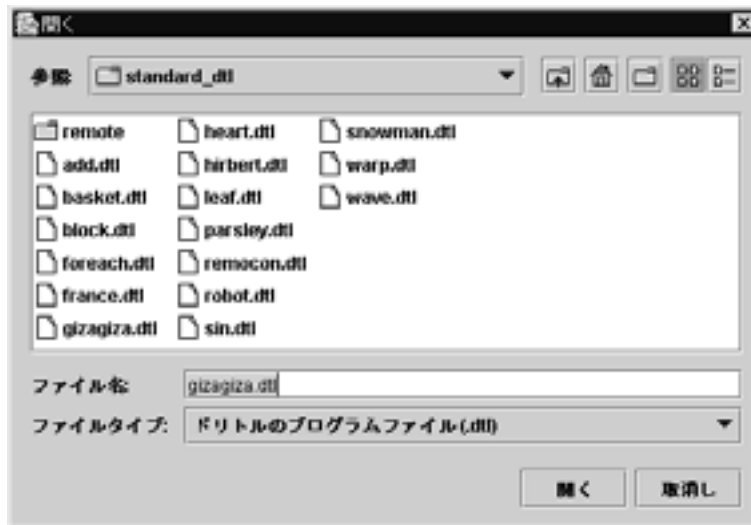 開く
参照: standard_dtl
remote heart.dtl snowman.dtl
add.dtl hirbert.dtl warp.dtl
basket.dtl leaf.dtl wave.dtl
block.dtl parsley.dtl
foreach.dtl remocon.dtl
france.dtl robot.dtl
gizagiza.dtl sin.dtl
ファイル名: gizagiza.dtl
ファイルタイプ: ドリトルのプログラムファイル(.dtl)
開く 取消し